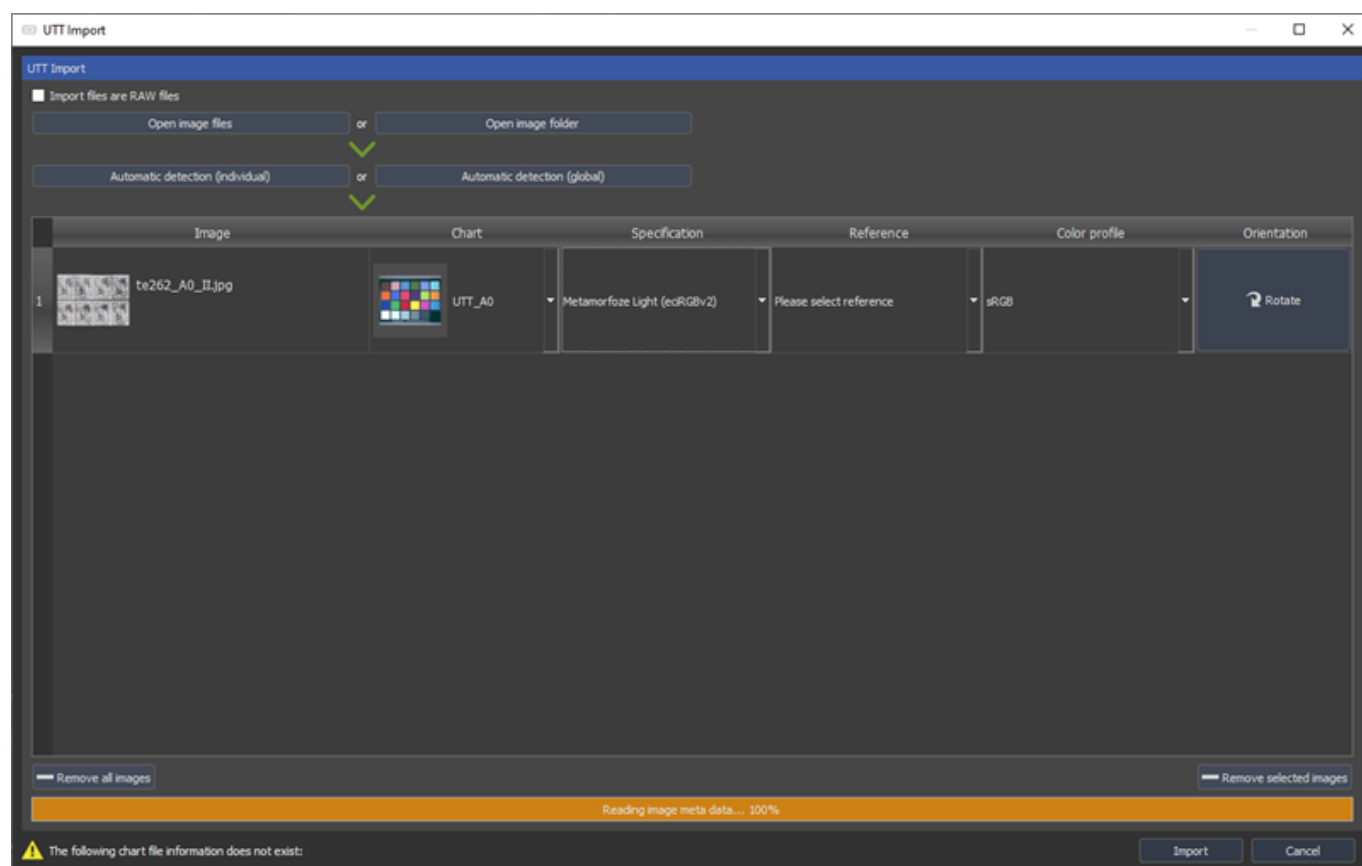 UTT Import
UTT Import
Import files are RAW files
Open image files or Open image folder
Automatic detection (individual) or Automatic detection (global)
Image Chart Specification Reference Color profile Orientation
1 te262_A0_II.jpg UTT_A0 Metamorfoze Light (eciRGBv2) Please select reference sRGB Rotate
Remove all images Remove selected images
Reading image meta data... 100%
The following chart file information does not exist: Import Cancel